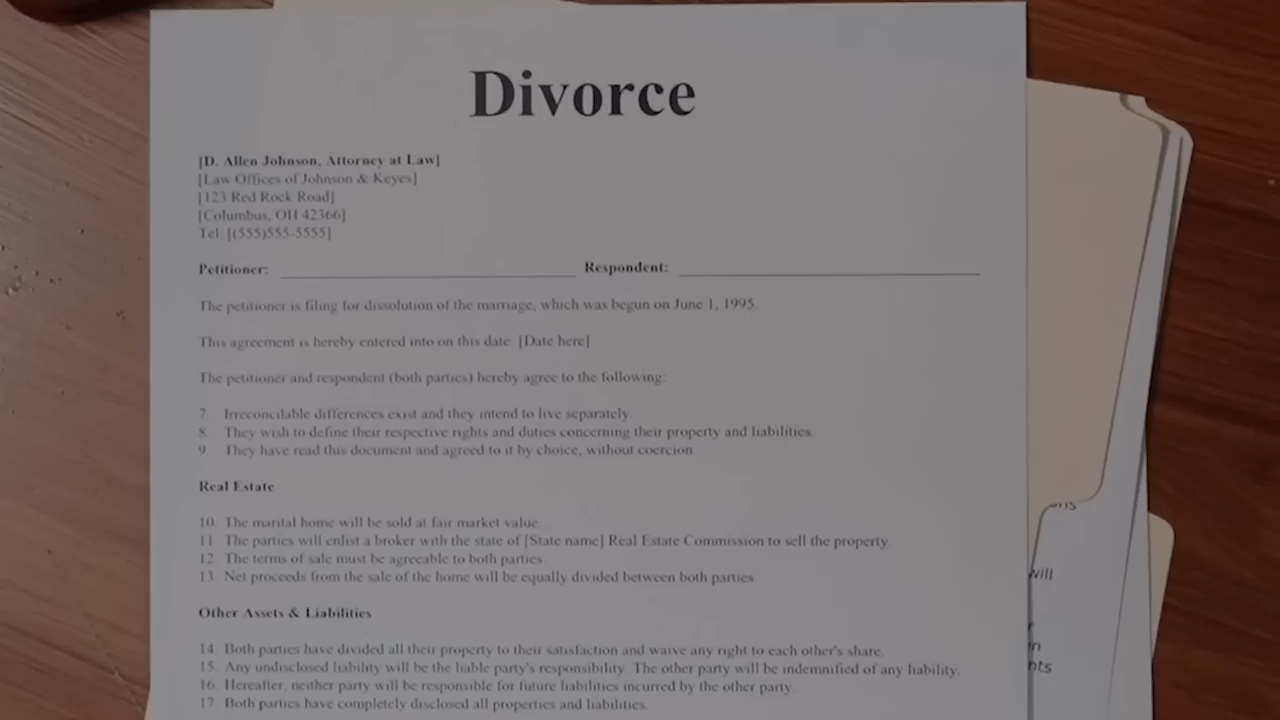 Divorce
[D. Allen Johnson, Attorney at Law]
[Law Offices of Johnson & Keyes]
[123 Red Rock Road]
[Columbus, OH 42366]
Tel: [(555)555-5555]
Petitioner: Respondent:
The petitioner is filing for dissolution of the marriage, which was begun on June 1, 1995.
This agreement is hereby entered into on this date: [Date here]
The petitioner and respondent (both parties) hereby agree to the following:
7. Irreconcilable differences exist and they intend to live separately.
8. They wish to define their respective rights and duties concerning their property and liabilities.
9. They have read this document and agreed to it by choice, without coercion.
Real Estate
10. The marital home will be sold at fair market value.
11. The parties will enlist a broker with the state of [State name] Real Estate Commission to sell the property.
12. The terms of sale must be agreeable to both parties.
13. Net proceeds from the sale of the home will be equally divided between both parties.
Other Assets & Liabilities
14. Both parties have divided all their property to their satisfaction and waive any right to each other's share.
15. Any undisclosed liability will be the liable party's responsibility. The other party will be indemnified of any liability.
16. Hereafter, neither party will be responsible for future liabilities incurred by the other party.
17. Both parties have completely disclosed all properties and liabilities.
will